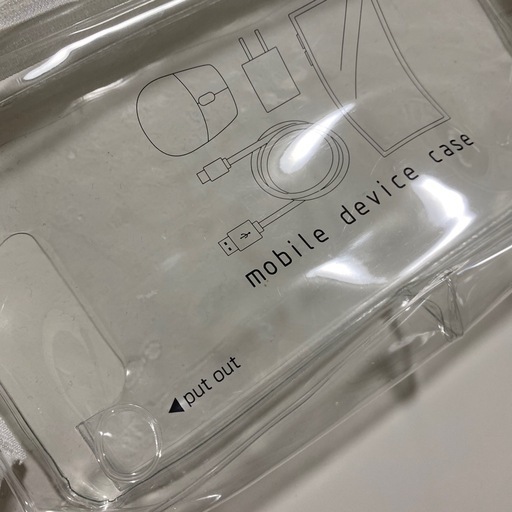 mobile device case
◀put out